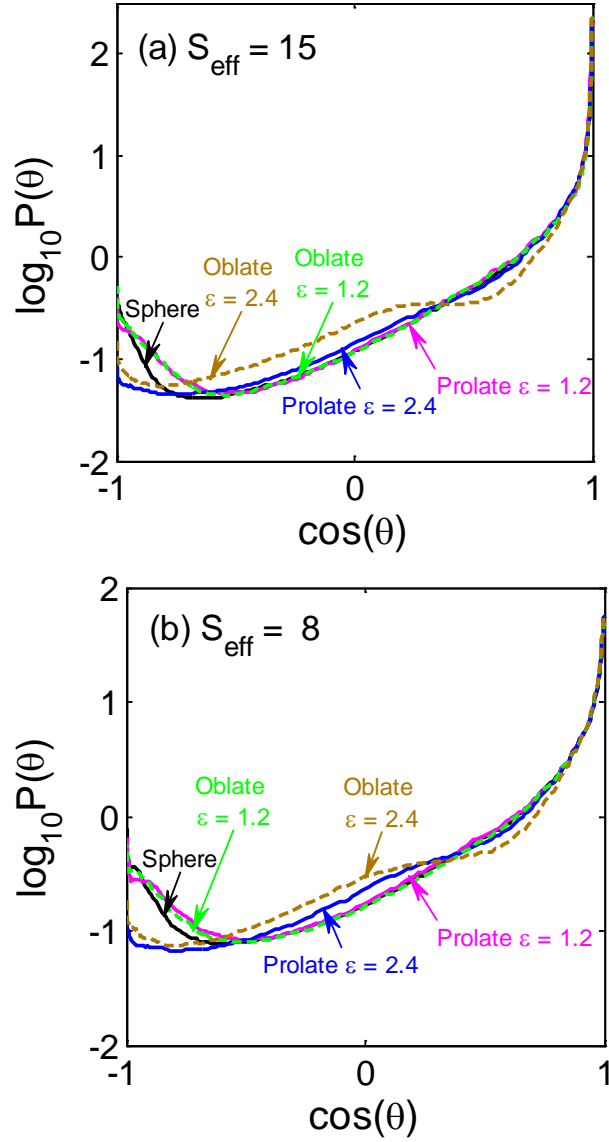 (a) S_eff = 15
log₁₀P(θ)
2
1
0
-1
-2
Oblate
ε = 2.4
Oblate
ε = 1.2
Sphere
Prolate ε = 2.4
Prolate ε = 1.2
-1 0 1
cos(θ)
(b) S_eff = 8
log₁₀P(θ)
2
1
0
-1
-2
Oblate
ε = 1.2
Oblate
ε = 2.4
Sphere
Prolate ε = 2.4
Prolate ε = 1.2
-1 0 1
cos(θ)